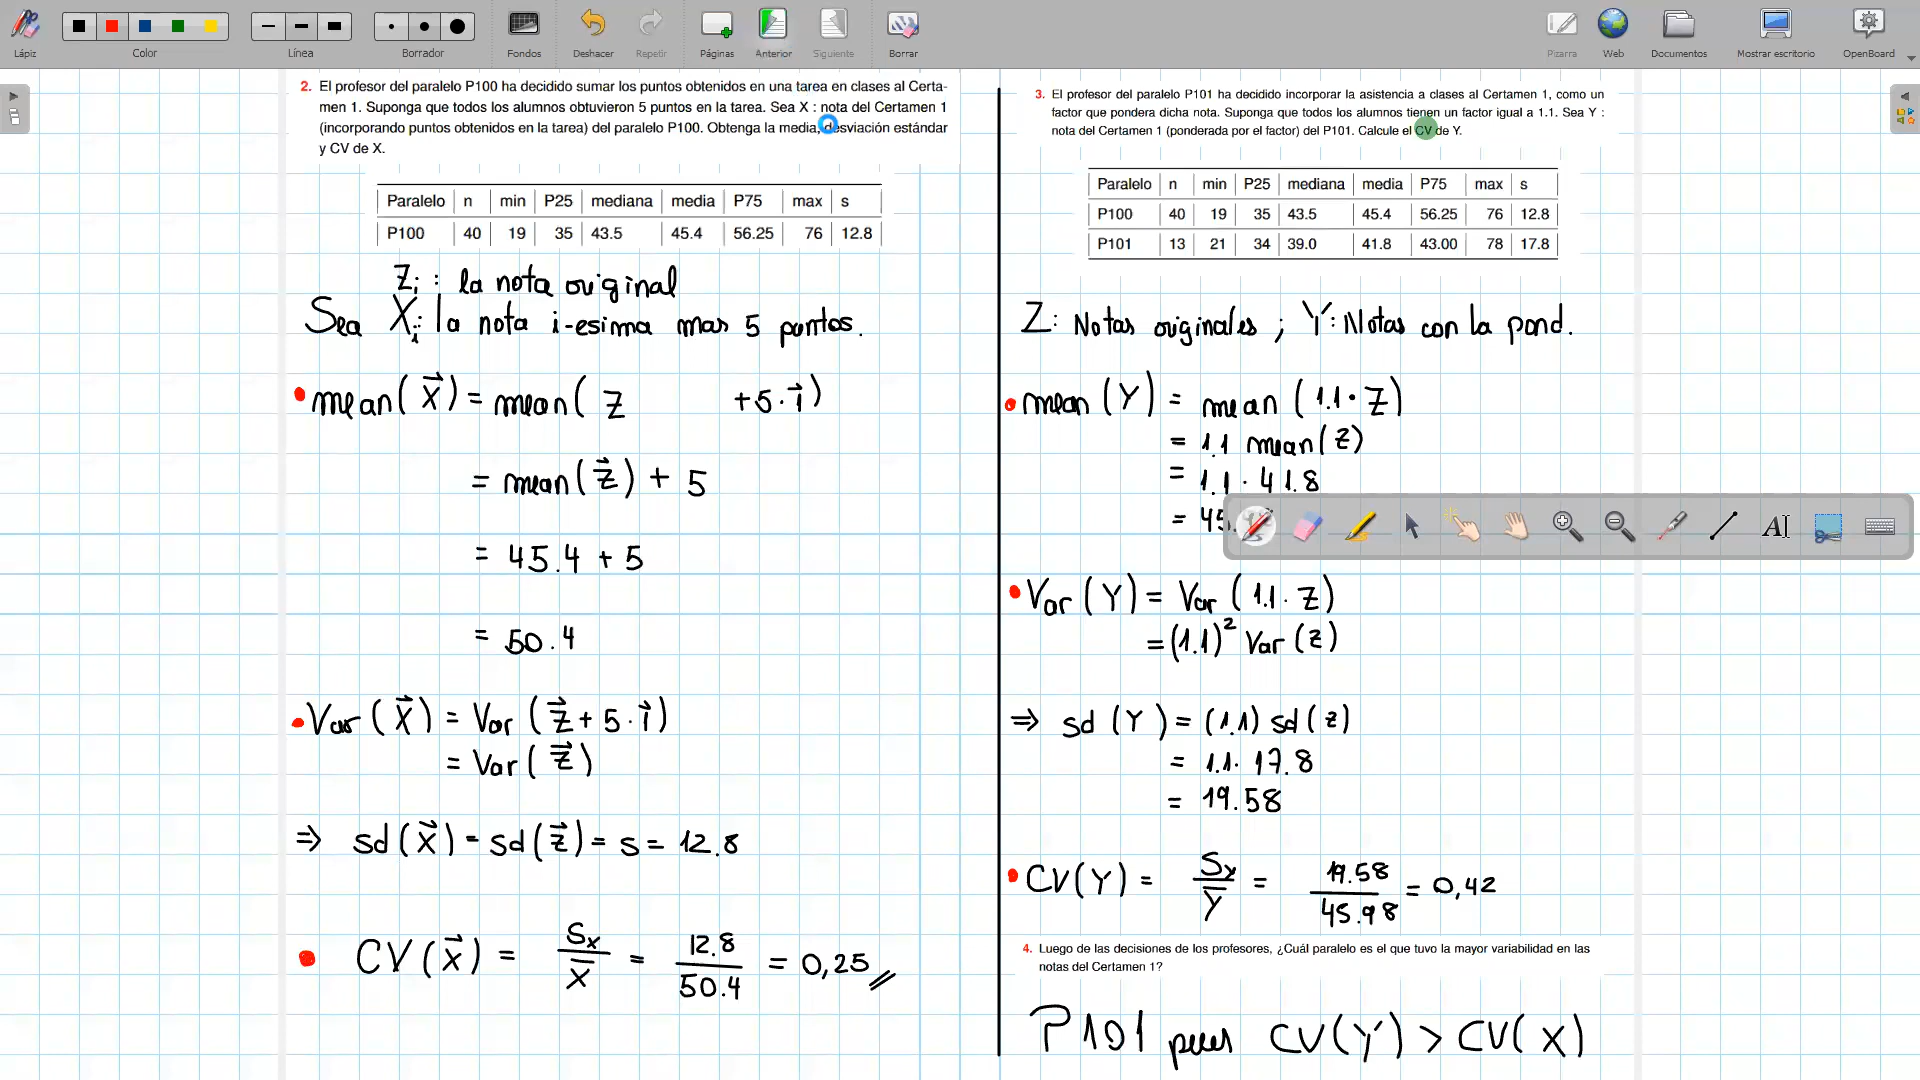 Lápiz
Color
Línea
Borrador
Fondos
Deshacer
Repetir
Páginas
Anterior
Siguiente
Borrar
Pizarra
Web
Documentos
Mostrar escritorio
OpenBoard
2. El profesor del paralelo P100 ha decidido sumar los puntos obtenidos en una tarea en clases al Certa-
men 1. Suponga que todos los alumnos obtuvieron 5 puntos en la tarea. Sea X : nota del Certamen 1
(incorporando puntos obtenidos en la tarea) del paralelo P100. Obtenga la media, desviación estándar
y CV de X.
Paralelo n min P25 mediana media P75 max s
P100 40 19 35 43.5 45.4 56.25 76 12.8
Zi : la nota original
Sea Xi: la nota i-esima mas 5 puntos.
mean(X⃗) = mean( Z +5·1⃗)
= mean(Z⃗) + 5
= 45.4 + 5
= 50.4
Var(X⃗) = Var(Z⃗ + 5·1⃗)
= Var(Z⃗)
⇒ sd(X⃗) = sd(Z⃗) = s = 12.8
CV(X⃗) = Sx / X̄ = 12.8 / 50.4 = 0,25
3. El profesor del paralelo P101 ha decidido incorporar la asistencia a clases al Certamen 1, como un
factor que pondera dicha nota. Suponga que todos los alumnos tienen un factor igual a 1.1. Sea Y :
nota del Certamen 1 (ponderada por el factor) del P101. Calcule el CV de Y.
Paralelo n min P25 mediana media P75 max s
P100 40 19 35 43.5 45.4 56.25 76 12.8
P101 13 21 34 39.0 41.8 43.00 78 17.8
Z: Notas originales ; Y: Notas con la pond.
mean(Y) = mean(1.1·Z)
= 1.1 mean(Z)
= 1.1 · 41.8
= 45.
Var(Y) = Var(1.1·Z)
= (1.1)² Var(Z)
⇒ sd(Y) = (1.1) sd(Z)
= 1.1 · 17.8
= 19.58
CV(Y) = Sy / Ȳ = 19.58 / 45.98 = 0,42
4. Luego de las decisiones de los profesores, ¿Cuál paralelo es el que tuvo la mayor variabilidad en las
notas del Certamen 1?
P101 pues CV(Y) > CV(X)